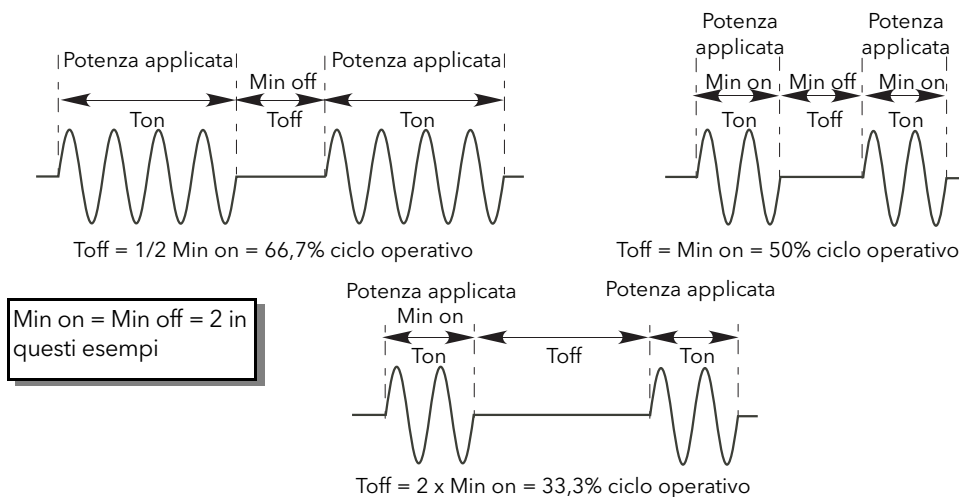 Potenza applicata
Potenza applicata
Min off
Ton
Toff
Ton
Toff = 1/2 Min on = 66,7% ciclo operativo
Potenza
applicata
Potenza
applicata
Min on
Min off
Min on
Ton
Toff
Ton
Toff = Min on = 50% ciclo operativo
Min on = Min off = 2 in
questi esempi
Potenza applicata
Potenza applicata
Min on
Ton
Toff
Ton
Toff = 2 x Min on = 33,3% ciclo operativo